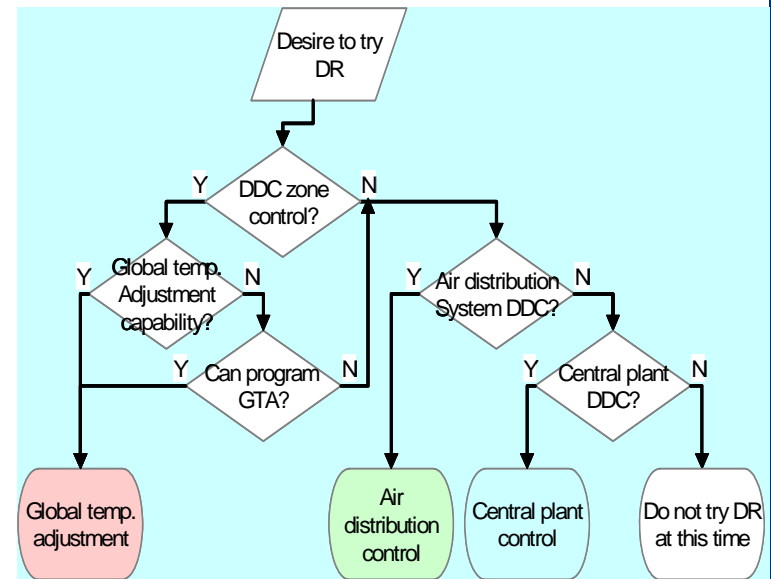 Desire to try
DR
Y
DDC zone
control?
N
Y
Global temp.
Adjustment
capability?
N
Y
Air distribution
System DDC?
N
Y
Can program
GTA?
N
Y
Central plant
DDC?
N
Global temp.
adjustment
Air
distribution
control
Central plant
control
Do not try DR
at this time